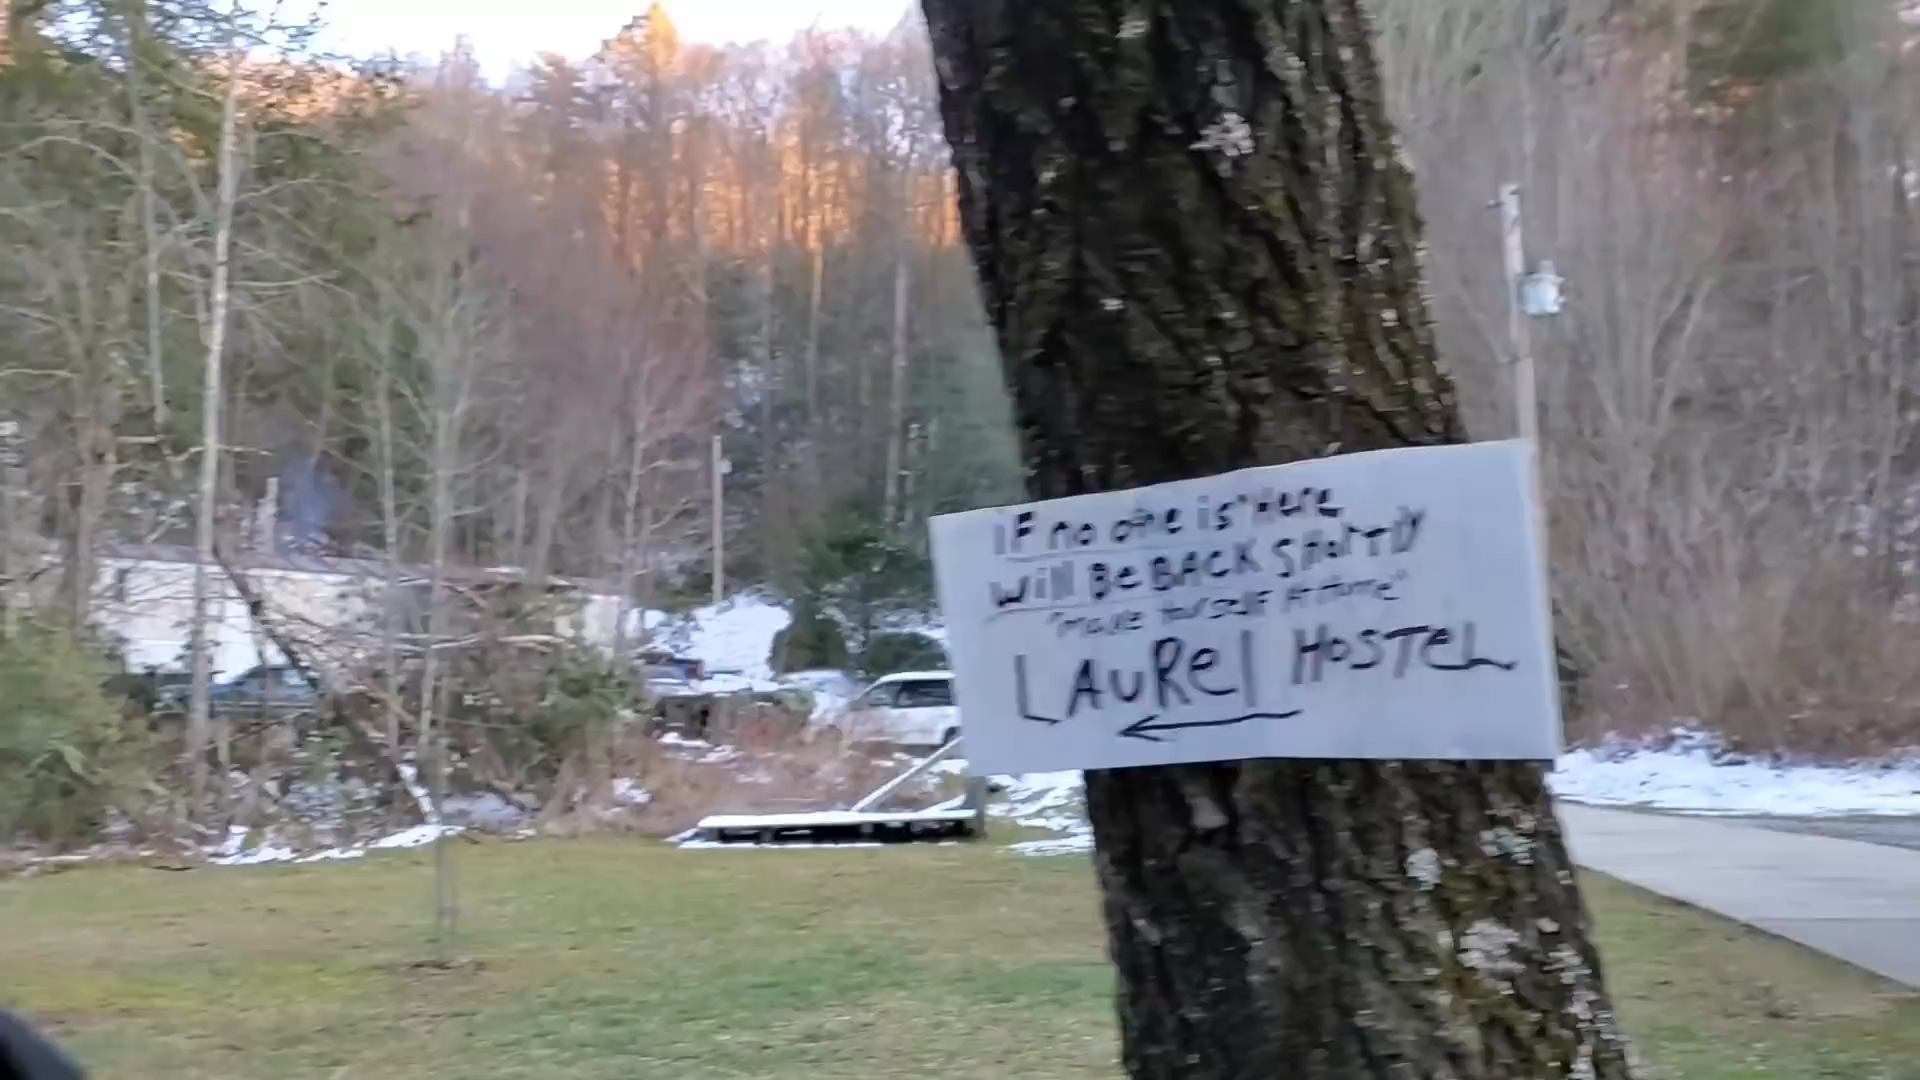 IF no one is Here
will Be BACK SHortly
"make YourSelf At Home"
LAuRel HosTeL